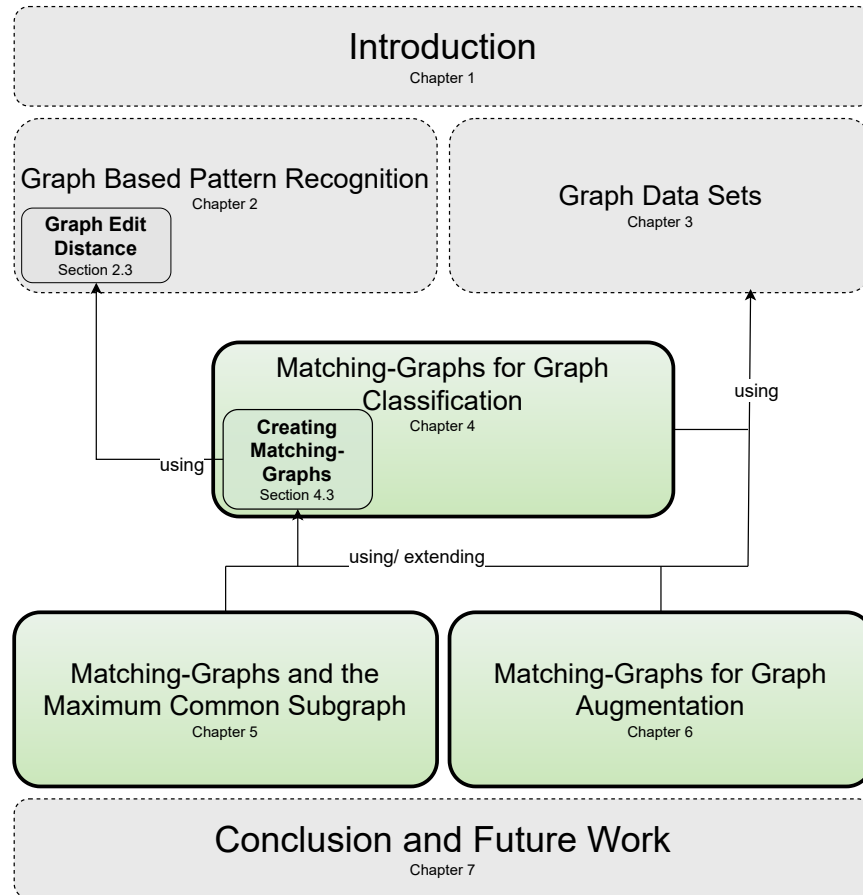 Introduction
Chapter 1
Graph Based Pattern Recognition
Chapter 2
Graph Edit
Distance
Section 2.3
Graph Data Sets
Chapter 3
Matching-Graphs for Graph
Classification
Chapter 4
Creating
Matching-
Graphs
Section 4.3
using
using
using/ extending
Matching-Graphs and the
Maximum Common Subgraph
Chapter 5
Matching-Graphs for Graph
Augmentation
Chapter 6
Conclusion and Future Work
Chapter 7